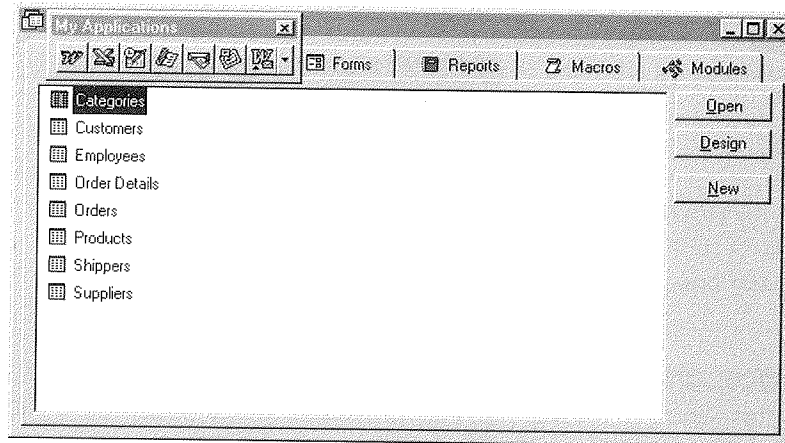 My Applications
Forms Reports Macros Modules
Categories
Customers
Employees
Order Details
Orders
Products
Shippers
Suppliers
Open
Design
New